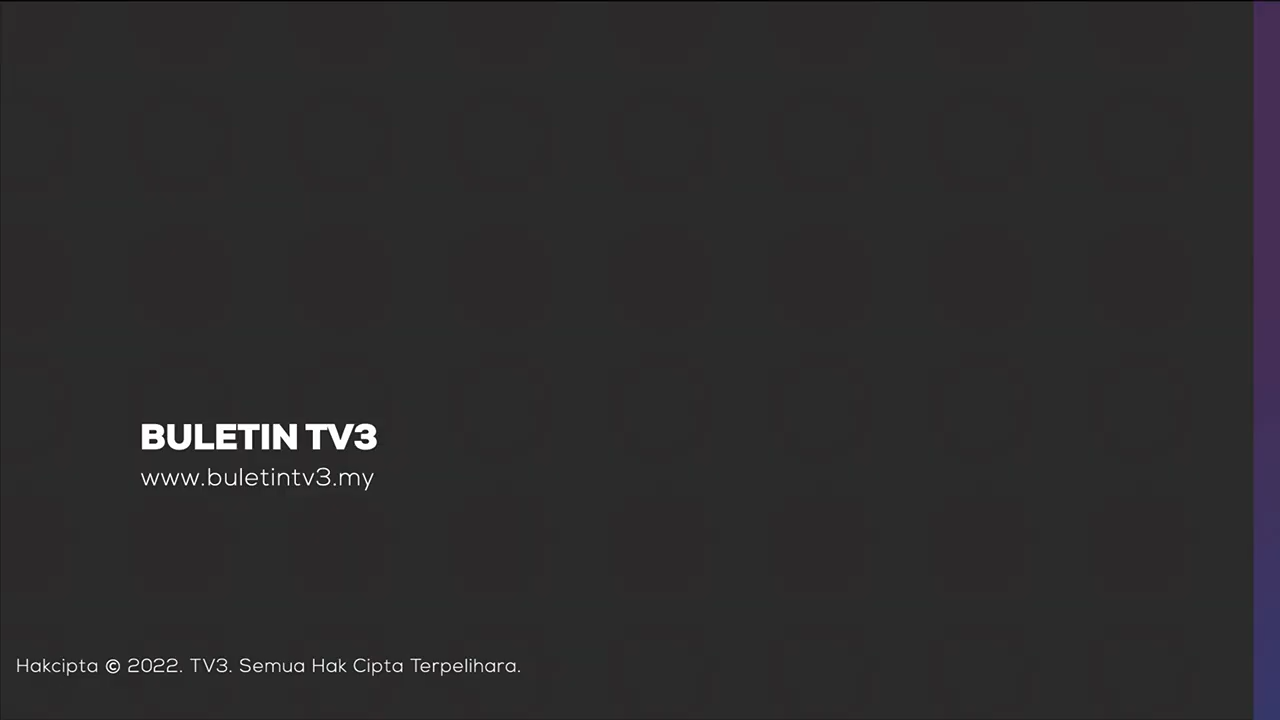 BULETIN TV3
www.buletintv3.my
Hakcipta © 2022. TV3. Semua Hak Cipta Terpelihara.